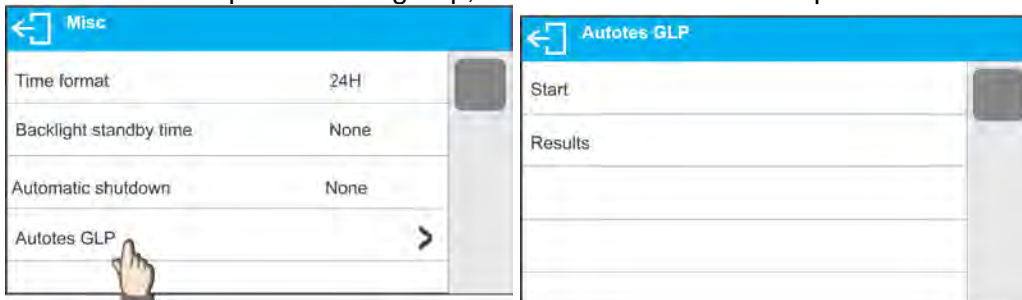 Misc
Time format 24H
Backlight standby time None
Automatic shutdown None
Autotes GLP
Autotes GLP
Start
Results